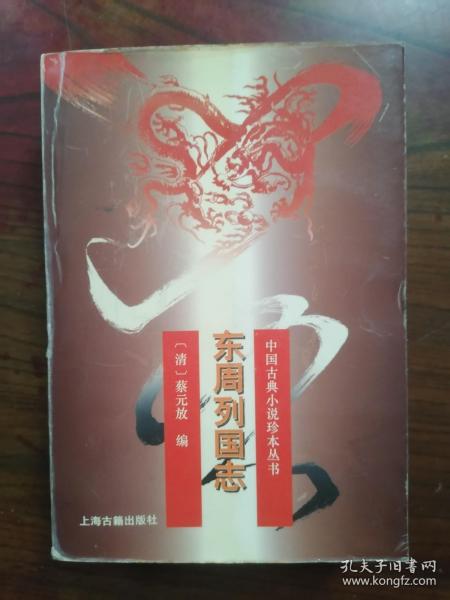 东周列国志
中国古典小说珍本丛书
〔清〕蔡元放 编
上海古籍出版社
孔夫子旧书网
www.kongfz.com